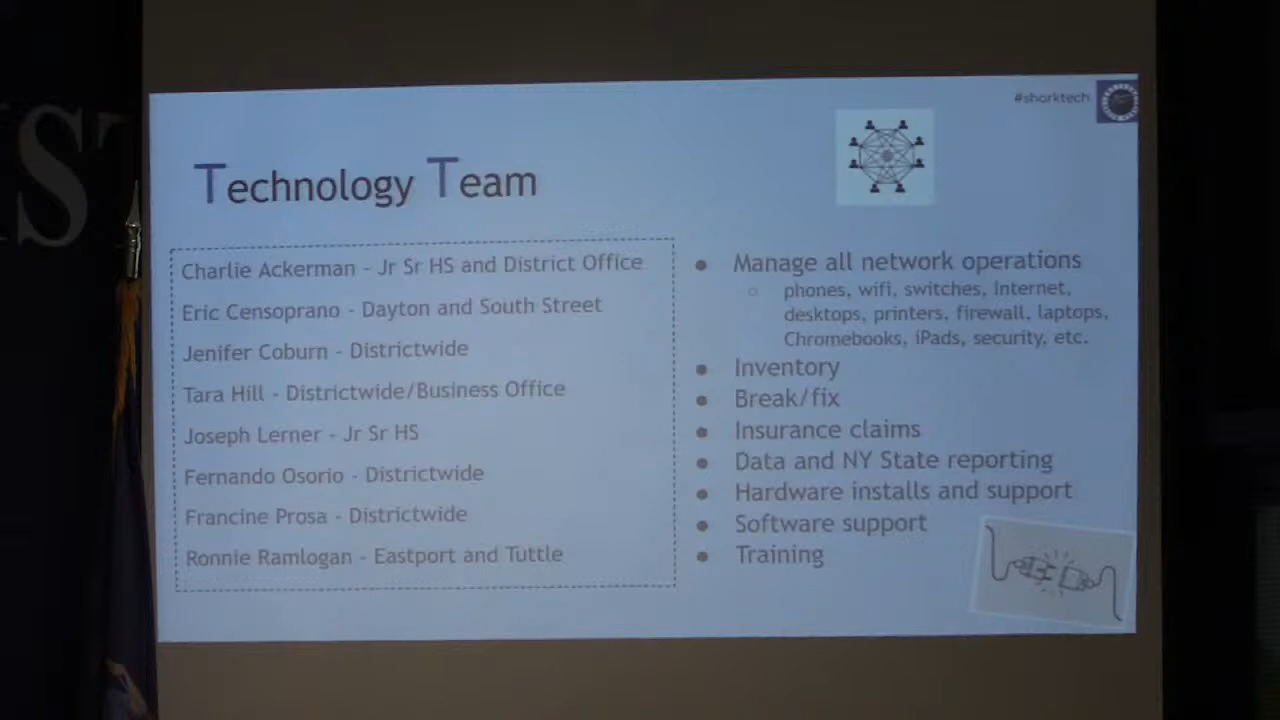 IST
#sharktech
Technology Team
Charlie Ackerman - Jr Sr HS and District Office
Eric Censoprano - Dayton and South Street
Jenifer Coburn - Districtwide
Tara Hill - Districtwide/Business Office
Joseph Lerner - Jr Sr HS
Fernando Osorio - Districtwide
Francine Prosa - Districtwide
Ronnie Ramlogan - Eastport and Tuttle
● Manage all network operations
○ phones, wifi, switches, Internet,
desktops, printers, firewall, laptops,
Chromebooks, iPads, security, etc.
● Inventory
● Break/fix
● Insurance claims
● Data and NY State reporting
● Hardware installs and support
● Software support
● Training